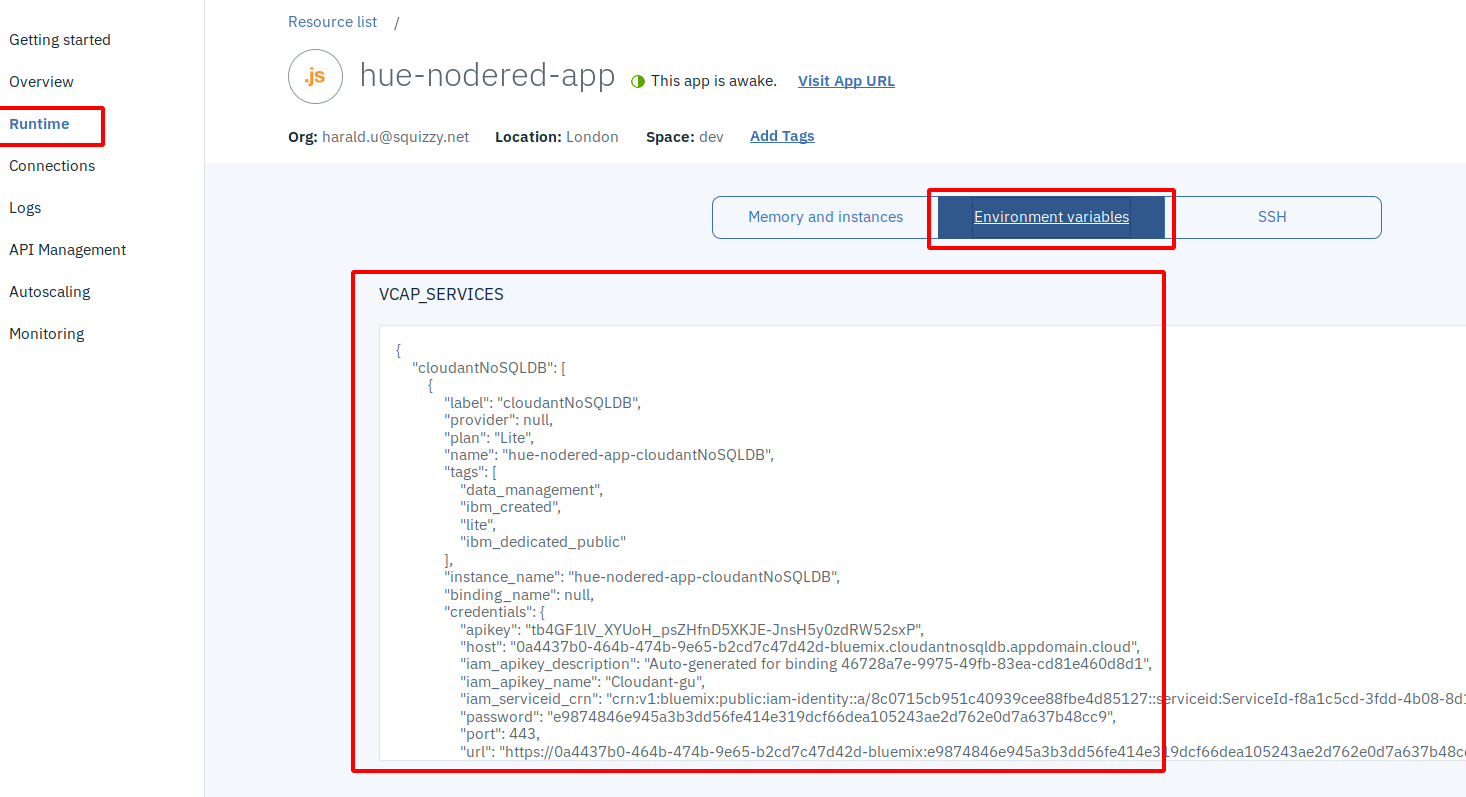 Getting started
Overview
Runtime
Connections
Logs
API Management
Autoscaling
Monitoring
Resource list /
.js
hue-nodered-app This app is awake. Visit App URL
Org: harald.u@squizzy.net Location: London Space: dev Add Tags
Memory and instances Environment variables SSH
VCAP_SERVICES
{
"cloudantNoSQLDB": [
{
"label": "cloudantNoSQLDB",
"provider": null,
"plan": "Lite",
"name": "hue-nodered-app-cloudantNoSQLDB",
"tags": [
"data_management",
"ibm_created",
"lite",
"ibm_dedicated_public"
],
"instance_name": "hue-nodered-app-cloudantNoSQLDB",
"binding_name": null,
"credentials": {
"apikey": "tb4GF1lV_XYUoH_psZHfnD5XKJE-JnsH5y0zdRW52sxP",
"host": "0a4437b0-464b-474b-9e65-b2cd7c47d42d-bluemix.cloudantnosqldb.appdomain.cloud",
"iam_apikey_description": "Auto-generated for binding 46728a7e-9975-49fb-83ea-cd81e460d8d1",
"iam_apikey_name": "Cloudant-gu",
"iam_serviceid_crn": "crn:v1:bluemix:public:iam-identity::a/8c0715cb951c40939cee88fbe4d85127::serviceid:ServiceId-f8a1c5cd-3fdd-4b08-8d1
"password": "e9874846e945a3b3dd56fe414e319dcf66dea105243ae2d762e0d7a637b48cc9",
"port": 443,
"url": "https://0a4437b0-464b-474b-9e65-b2cd7c47d42d-bluemix:e9874846e945a3b3dd56fe414e319dcf66dea105243ae2d762e0d7a637b48cc